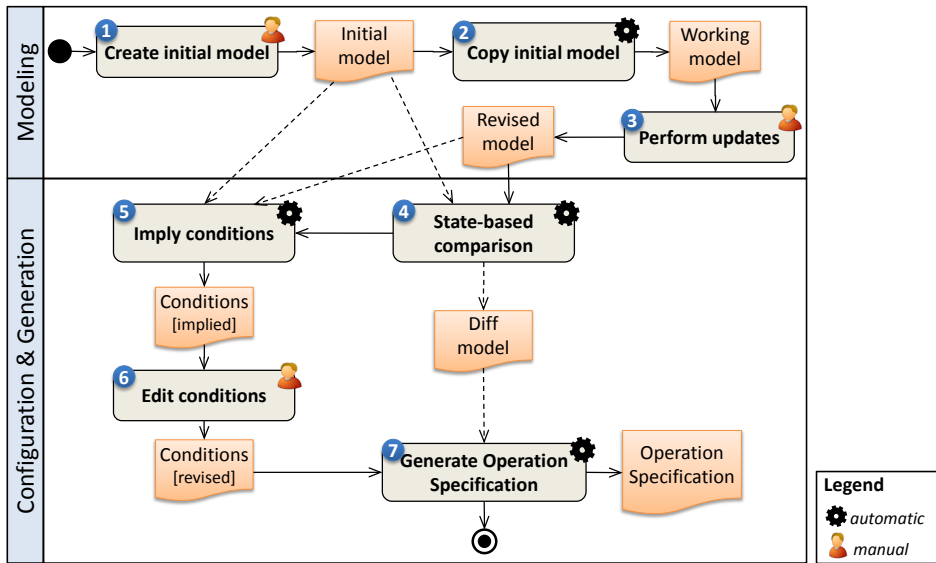 Modeling
1
Create initial model
Initial
model
2
Copy initial model
Working
model
Revised
model
3
Perform updates
Configuration & Generation
5
Imply conditions
4
State-based
comparison
Conditions
[implied]
Diff
model
6
Edit conditions
Conditions
[revised]
7
Generate Operation
Specification
Operation
Specification
Legend
automatic
manual